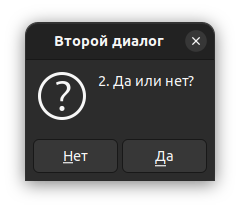 Второй диалог
2. Да или нет?
Нет
Да